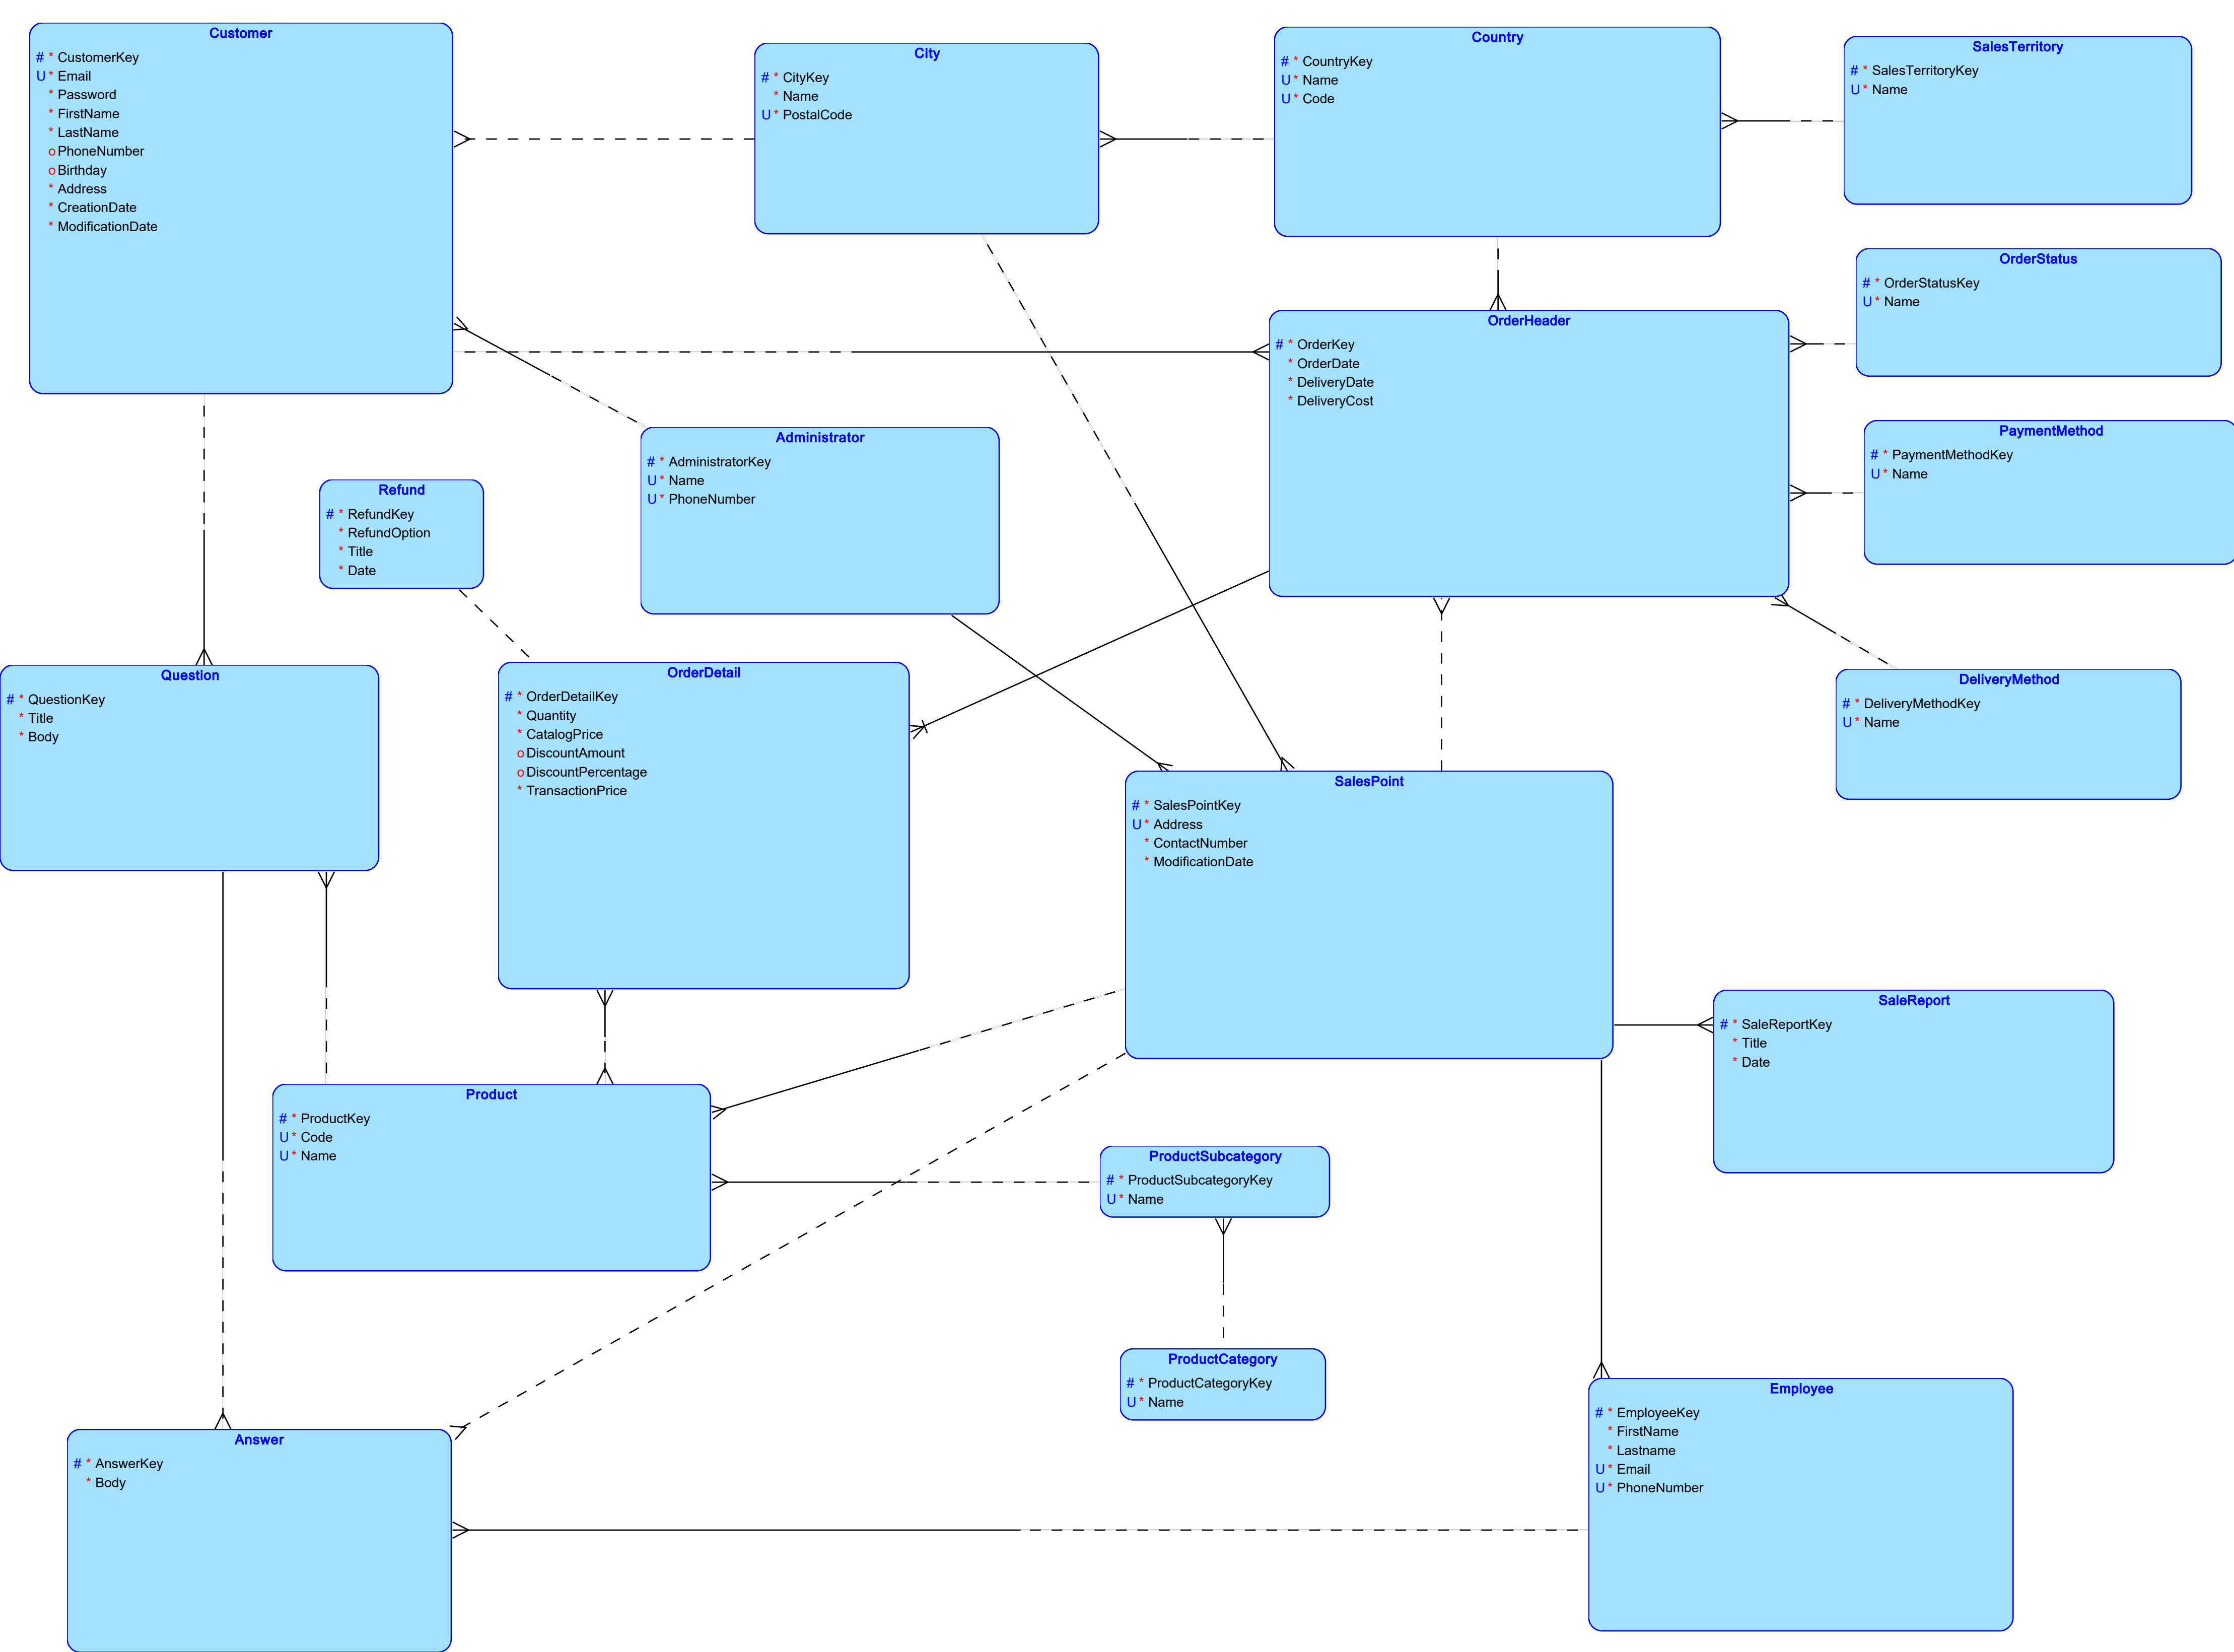 Customer
# * CustomerKey
U * Email
* Password
* FirstName
* LastName
o PhoneNumber
o Birthday
* Address
* CreationDate
* ModificationDate
City
# * CityKey
* Name
U * PostalCode
Country
# * CountryKey
U * Name
U * Code
SalesTerritory
# * SalesTerritoryKey
U * Name
OrderStatus
# * OrderStatusKey
U * Name
OrderHeader
# * OrderKey
* OrderDate
* DeliveryDate
* DeliveryCost
PaymentMethod
# * PaymentMethodKey
U * Name
Administrator
# * AdministratorKey
U * Name
U * PhoneNumber
Refund
# * RefundKey
* RefundOption
* Title
* Date
Question
# * QuestionKey
* Title
* Body
OrderDetail
# * OrderDetailKey
* Quantity
* CatalogPrice
o DiscountAmount
o DiscountPercentage
* TransactionPrice
DeliveryMethod
# * DeliveryMethodKey
U * Name
SalesPoint
# * SalesPointKey
U * Address
* ContactNumber
* ModificationDate
SaleReport
# * SaleReportKey
* Title
* Date
Product
# * ProductKey
U * Code
U * Name
ProductSubcategory
# * ProductSubcategoryKey
U * Name
ProductCategory
# * ProductCategoryKey
U * Name
Employee
# * EmployeeKey
* FirstName
* Lastname
U * Email
U * PhoneNumber
Answer
# * AnswerKey
* Body